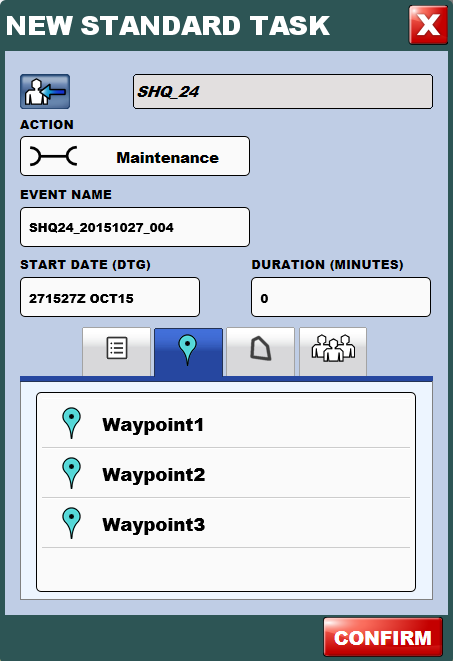 NEW STANDARD TASK
X
SHQ_24
ACTION
Maintenance
EVENT NAME
SHQ24_20151027_004
START DATE (DTG) DURATION (MINUTES)
271527Z OCT15 0
Waypoint1
Waypoint2
Waypoint3
CONFIRM